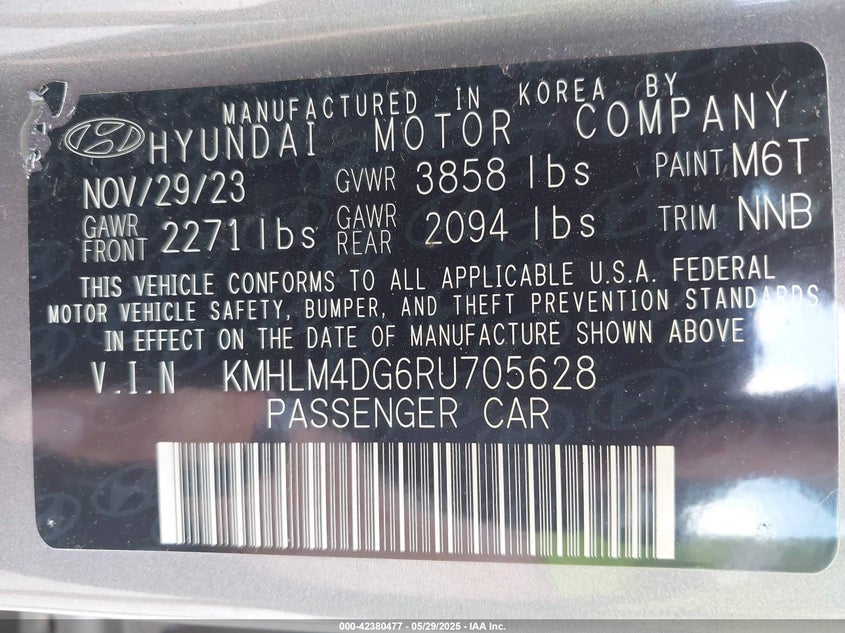 MANUFACTURED IN KOREA BY
HYUNDAI MOTOR COMPANY
NOV/29/23 GVWR 3858 lbs PAINT M6T
GAWR FRONT 2271 lbs GAWR REAR 2094 lbs TRIM NNB
THIS VEHICLE CONFORMS TO ALL APPLICABLE U.S.A. FEDERAL
MOTOR VEHICLE SAFETY, BUMPER, AND THEFT PREVENTION STANDARDS
IN EFFECT ON THE DATE OF MANUFACTURE SHOWN ABOVE
V.I.N KMHLM4DG6RU705628
PASSENGER CAR
000-42380477 - 05/29/2025 - IAA Inc.